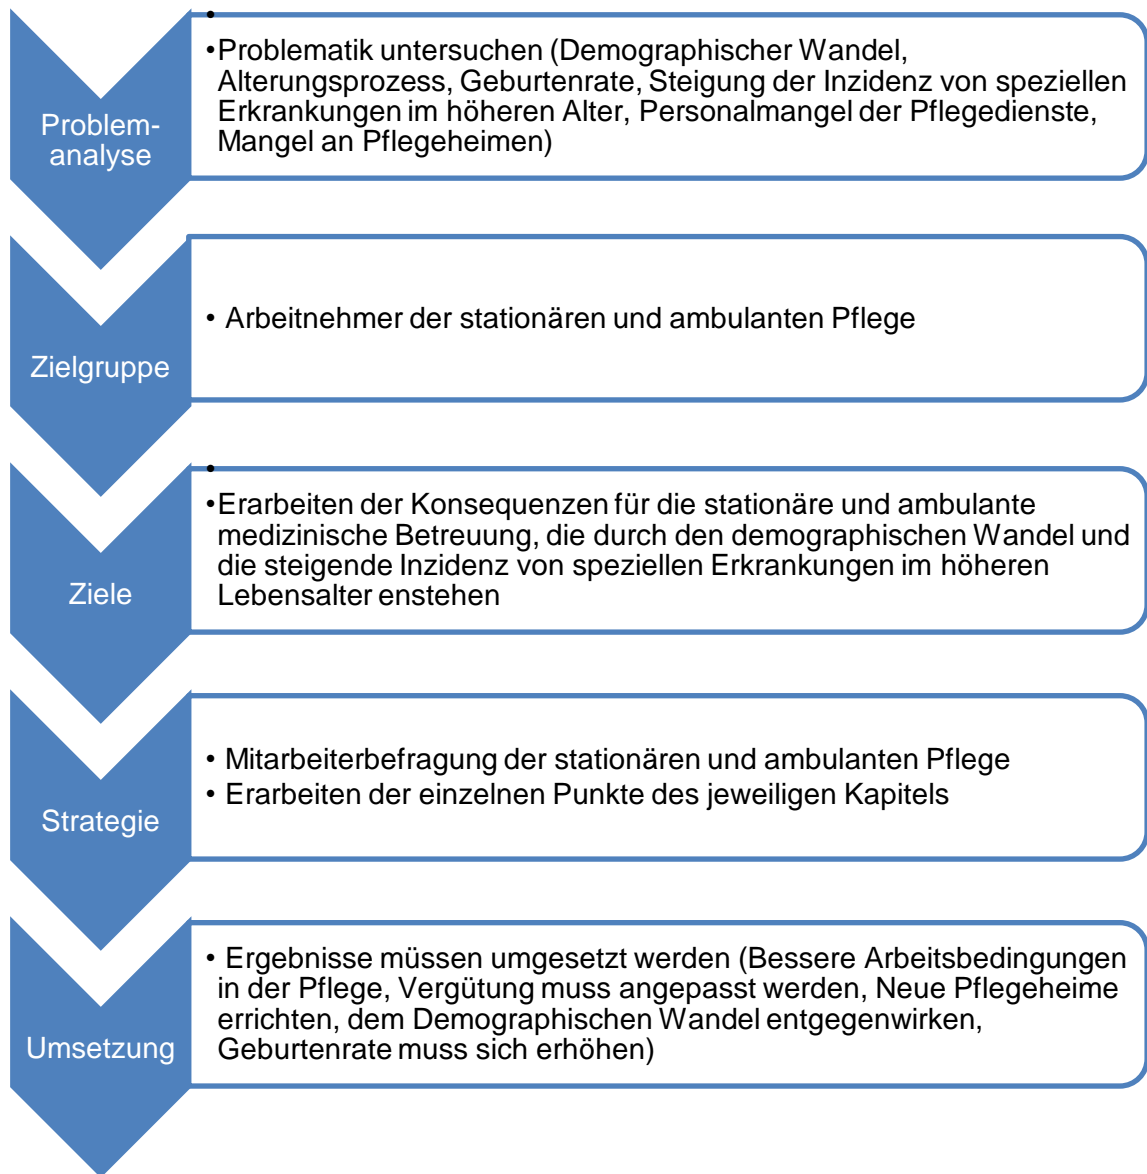 •
Problem-
analyse
•Problematik untersuchen (Demographischer Wandel,
Alterungsprozess, Geburtenrate, Steigung der Inzidenz von speziellen
Erkrankungen im höheren Alter, Personalmangel der Pflegedienste,
Mangel an Pflegeheimen)
Zielgruppe
• Arbeitnehmer der stationären und ambulanten Pflege
•
Ziele
•Erarbeiten der Konsequenzen für die stationäre und ambulante
medizinische Betreuung, die durch den demographischen Wandel und
die steigende Inzidenz von speziellen Erkrankungen im höheren
Lebensalter enstehen
Strategie
• Mitarbeiterbefragung der stationären und ambulanten Pflege
• Erarbeiten der einzelnen Punkte des jeweiligen Kapitels
Umsetzung
• Ergebnisse müssen umgesetzt werden (Bessere Arbeitsbedingungen
in der Pflege, Vergütung muss angepasst werden, Neue Pflegeheime
errichten, dem Demographischen Wandel entgegenwirken,
Geburtenrate muss sich erhöhen)